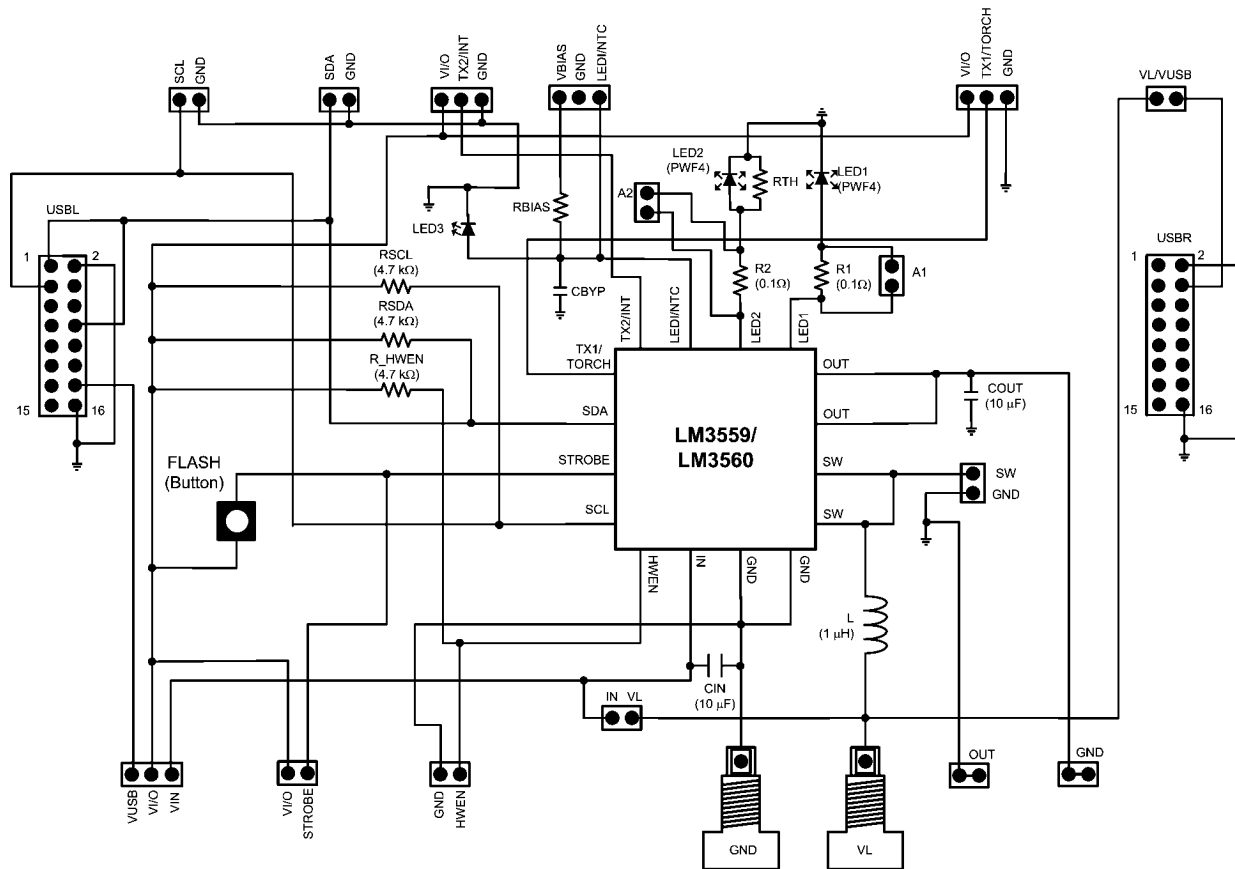 SCL
GND
SDA
GND
VI/O
TX2/INT
GND
VBIAS
GND
LEDI/NTC
VI/O
TX1/TORCH
GND
VL/VUSB
USBL
1
2
15
16
LED3
RBIAS
CBYP
A2
LED2
(PWF4)
RTH
LED1
(PWF4)
R2
(0.1Ω)
R1
(0.1Ω)
A1
USBR
1
2
15
16
RSCL
(4.7 kΩ)
RSDA
(4.7 kΩ)
R_HWEN
(4.7 kΩ)
TX2/INT
LEDI/NTC
LED2
LED1
TX1/
TORCH
SDA
STROBE
SCL
LM3559/
LM3560
OUT
OUT
SW
SW
HWEN
IN
GND
GND
COUT
(10 μF)
SW
GND
FLASH
(Button)
L
(1 μH)
CIN
(10 μF)
IN VL
VUSB
VI/O
VIN
VI/O
STROBE
GND
HWEN
GND
VL
OUT
GND